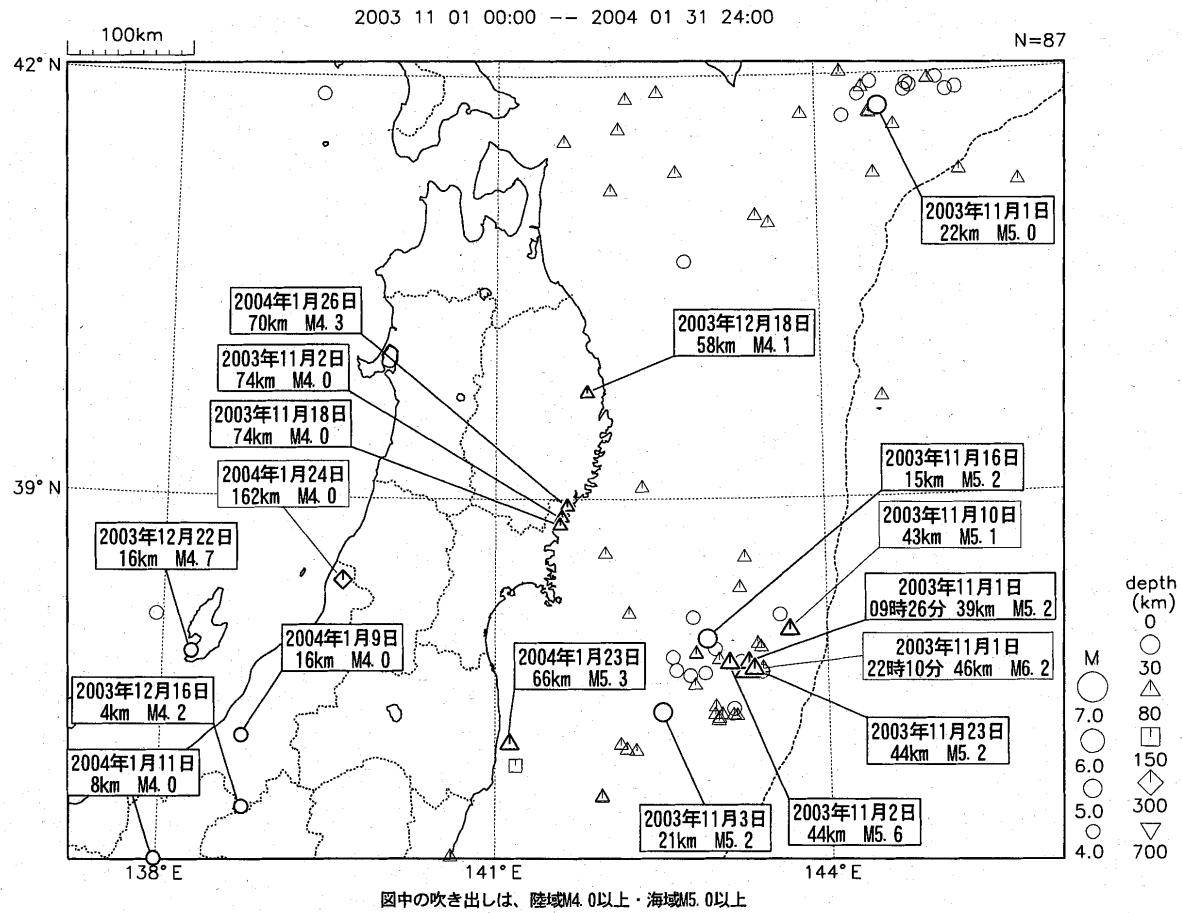 2003 11 01 00:00 -- 2004 01 31 24:00
100km
N=87
42°N
2003年11月1日
22km M5.0
2004年1月26日
70km M4.3
2003年12月18日
58km M4.1
2003年11月2日
74km M4.0
2003年11月18日
74km M4.0
2003年11月16日
15km M5.2
2004年1月24日
162km M4.0
39°N
2003年11月10日
43km M5.1
2003年12月22日
16km M4.7
2003年11月1日
09時26分 39km M5.2
2004年1月9日
16km M4.0
2003年11月1日
22時10分 46km M6.2
2004年1月23日
66km M5.3
2003年12月16日
4km M4.2
2003年11月23日
44km M5.2
2004年1月11日
8km M4.0
2003年11月3日
21km M5.2
2003年11月2日
44km M5.6
depth
(km)
0
30
80
150
300
700
M
7.0
6.0
5.0
4.0
138°E
141°E
144°E
図中の吹き出しは、陸域M4.0以上・海域M5.0以上